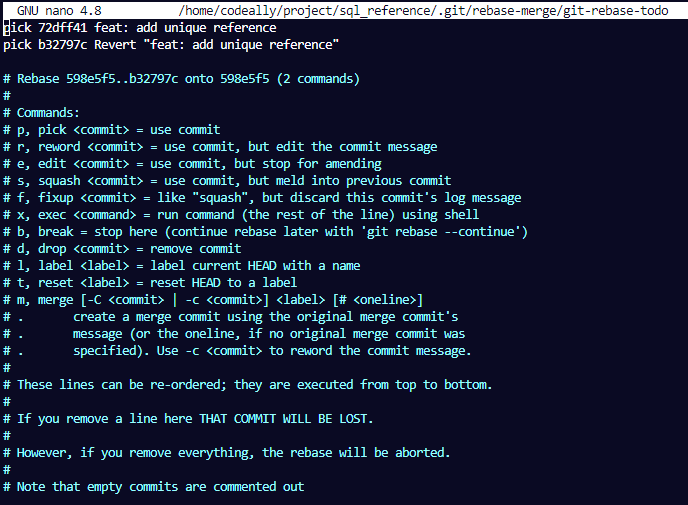 GNU nano 4.8 /home/codeally/project/sql_reference/.git/rebase-merge/git-rebase-todo
pick 72dff41 feat: add unique reference
pick b32797c Revert "feat: add unique reference"

# Rebase 598e5f5..b32797c onto 598e5f5 (2 commands)
#
# Commands:
# p, pick <commit> = use commit
# r, reword <commit> = use commit, but edit the commit message
# e, edit <commit> = use commit, but stop for amending
# s, squash <commit> = use commit, but meld into previous commit
# f, fixup <commit> = like "squash", but discard this commit's log message
# x, exec <command> = run command (the rest of the line) using shell
# b, break = stop here (continue rebase later with 'git rebase --continue')
# d, drop <commit> = remove commit
# l, label <label> = label current HEAD with a name
# t, reset <label> = reset HEAD to a label
# m, merge [-C <commit> | -c <commit>] <label> [# <oneline>]
# .       create a merge commit using the original merge commit's
# .       message (or the oneline, if no original merge commit was
# .       specified). Use -c <commit> to reword the commit message.
#
# These lines can be re-ordered; they are executed from top to bottom.
#
# If you remove a line here THAT COMMIT WILL BE LOST.
#
# However, if you remove everything, the rebase will be aborted.
#
# Note that empty commits are commented out